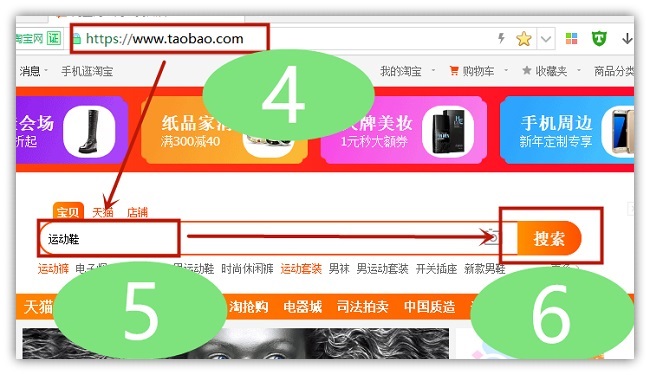 淘宝网 证 https://www.taobao.com
4
消息 手机逛淘宝 我的淘宝 购物车 收藏夹 商品分类
会场 纸品家清 大牌美妆 手机周边
折起 满300减40 1元秒大额券 新年定制专享
宝贝 天猫 店铺
运动鞋 搜索
运动裤 运动鞋 时尚休闲裤 运动套装 男袜 男运动套装 开关插座 新款男鞋
5
6
天猫 淘抢购 电器城 司法拍卖 中国质造